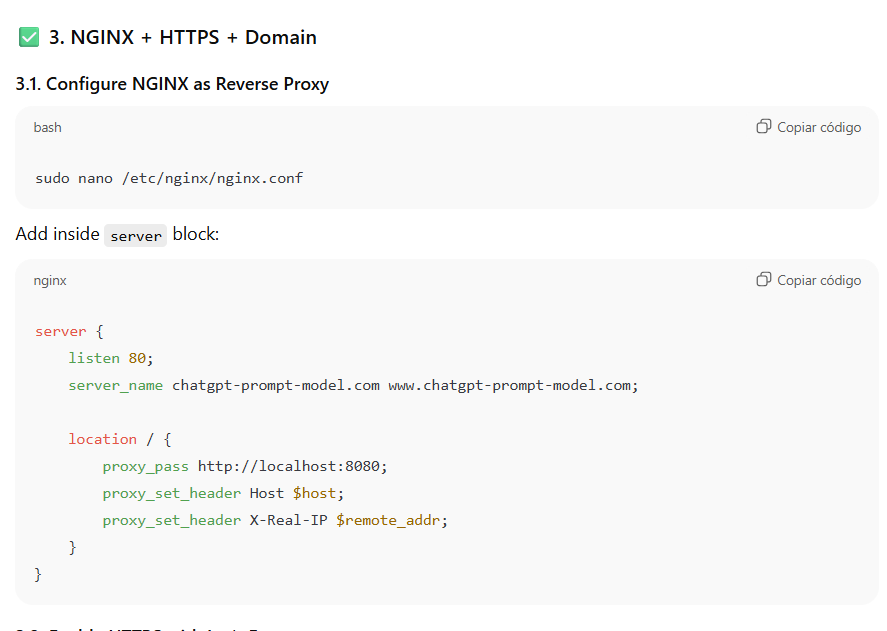 ✅ 3. NGINX + HTTPS + Domain
3.1. Configure NGINX as Reverse Proxy
bash
Copiar código
sudo nano /etc/nginx/nginx.conf
Add inside server block:
nginx
Copiar código
server {
    listen 80;
    server_name chatgpt-prompt-model.com www.chatgpt-prompt-model.com;
    location / {
        proxy_pass http://localhost:8080;
        proxy_set_header Host $host;
        proxy_set_header X-Real-IP $remote_addr;
    }
}